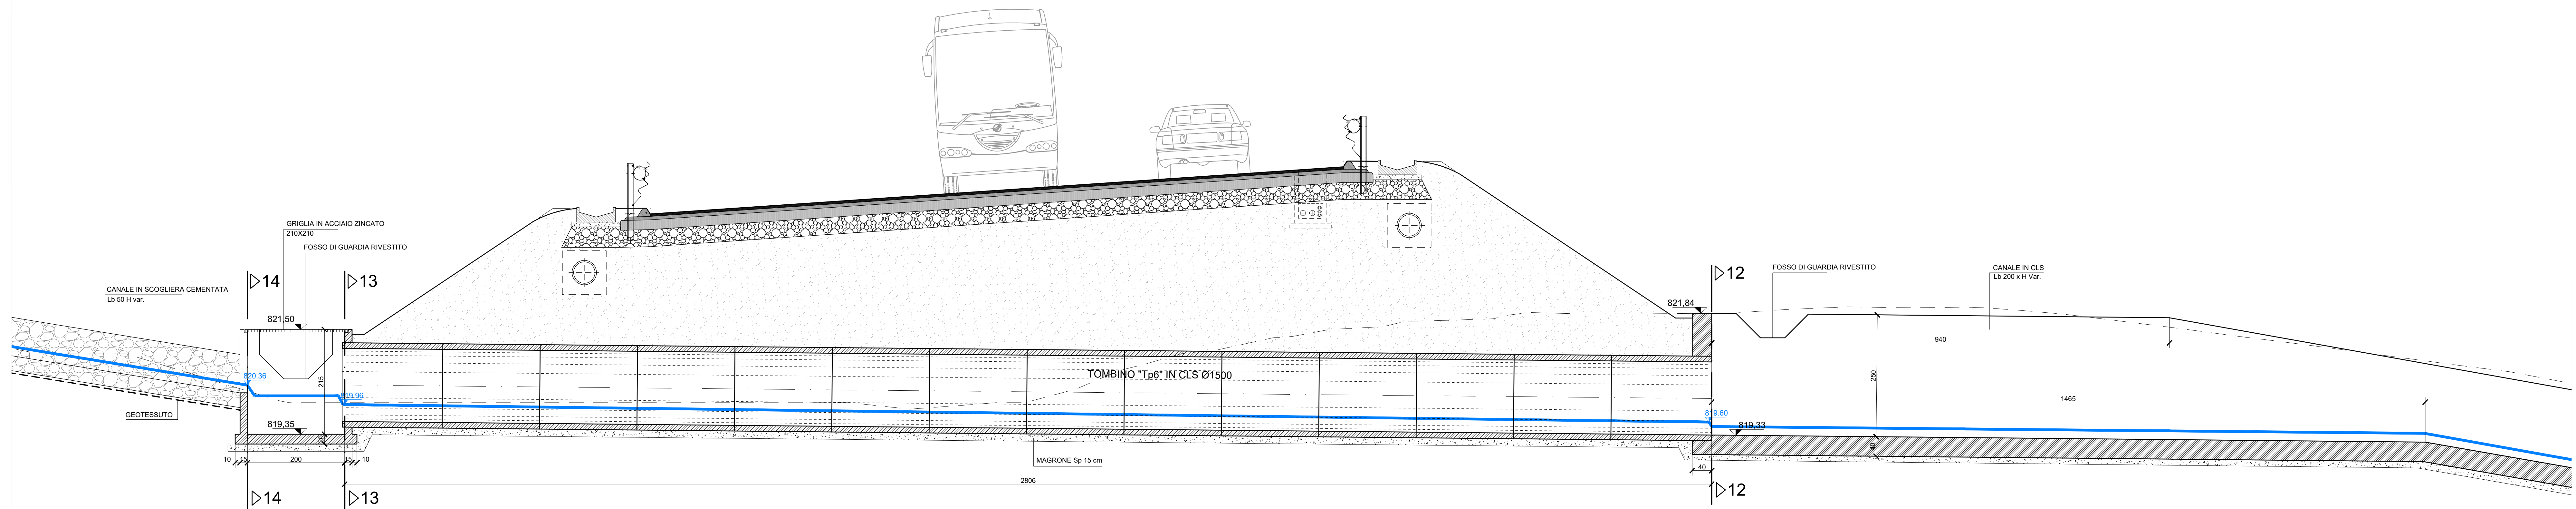 GRIGLIA IN ACCIAIO ZINCATO
210X210
FOSSO DI GUARDIA RIVESTITO
14
13
12
FOSSO DI GUARDIA RIVESTITO
CANALE IN CLS
Lb 200 x H Var.
CANALE IN SCOGLIERA CEMENTATA
Lb 50 H var.
821,50
821,84
940
820.36
215
TOMBINO "Tp6" IN CLS Ø1500
250
819.96
1465
GEOTESSUTO
819.60
819,35
819,33
20
40
10
15
200
15
10
MAGRONE Sp 15 cm
40
2806
14
13
12